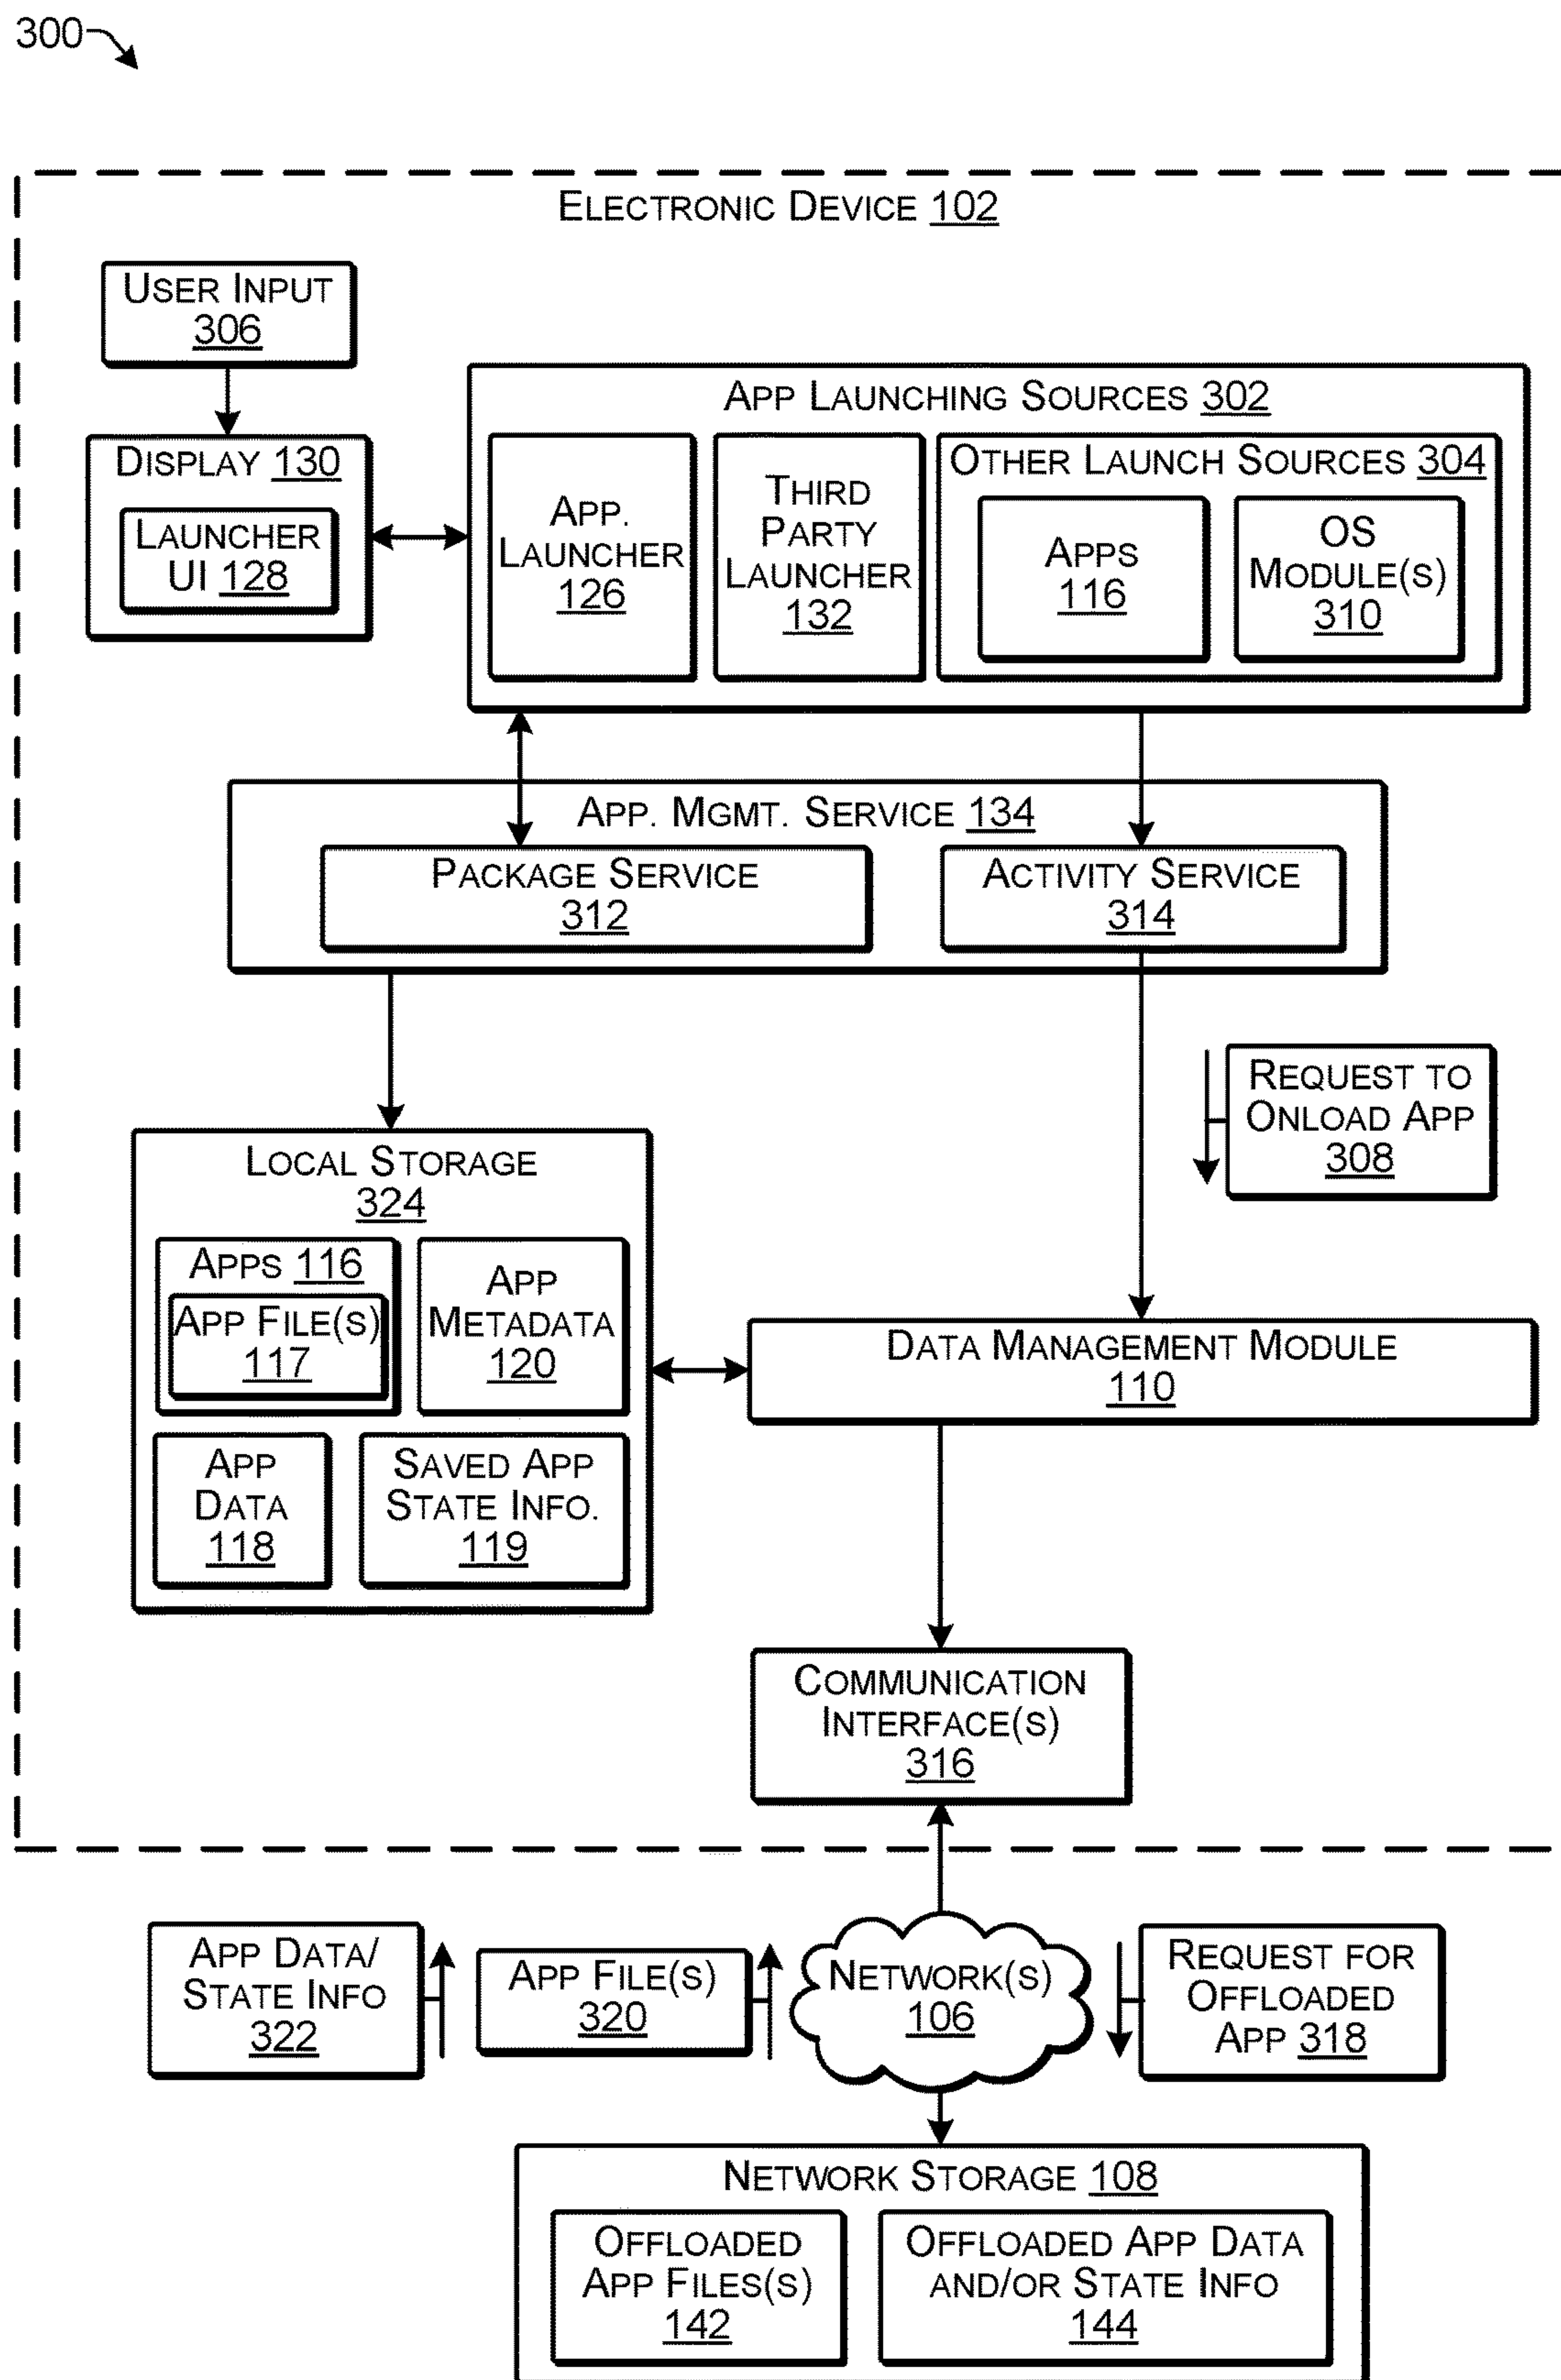 300
ELECTRONIC DEVICE 102
USER INPUT
306
APP LAUNCHING SOURCES 302
DISPLAY 130
LAUNCHER
UI 128
APP.
LAUNCHER
126
THIRD
PARTY
LAUNCHER
132
OTHER LAUNCH SOURCES 304
APPS
116
OS
MODULE(S)
310
APP. MGMT. SERVICE 134
PACKAGE SERVICE
312
ACTIVITY SERVICE
314
REQUEST TO
ONLOAD APP
308
LOCAL STORAGE
324
APPS 116
APP FILE(S)
117
APP
METADATA
120
APP
DATA
118
SAVED APP
STATE INFO.
119
DATA MANAGEMENT MODULE
110
COMMUNICATION
INTERFACE(S)
316
APP DATA/
STATE INFO
322
APP FILE(S)
320
NETWORK(S)
106
REQUEST FOR
OFFLOADED
APP 318
NETWORK STORAGE 108
OFFLOADED
APP FILES(S)
142
OFFLOADED APP DATA
AND/OR STATE INFO
144